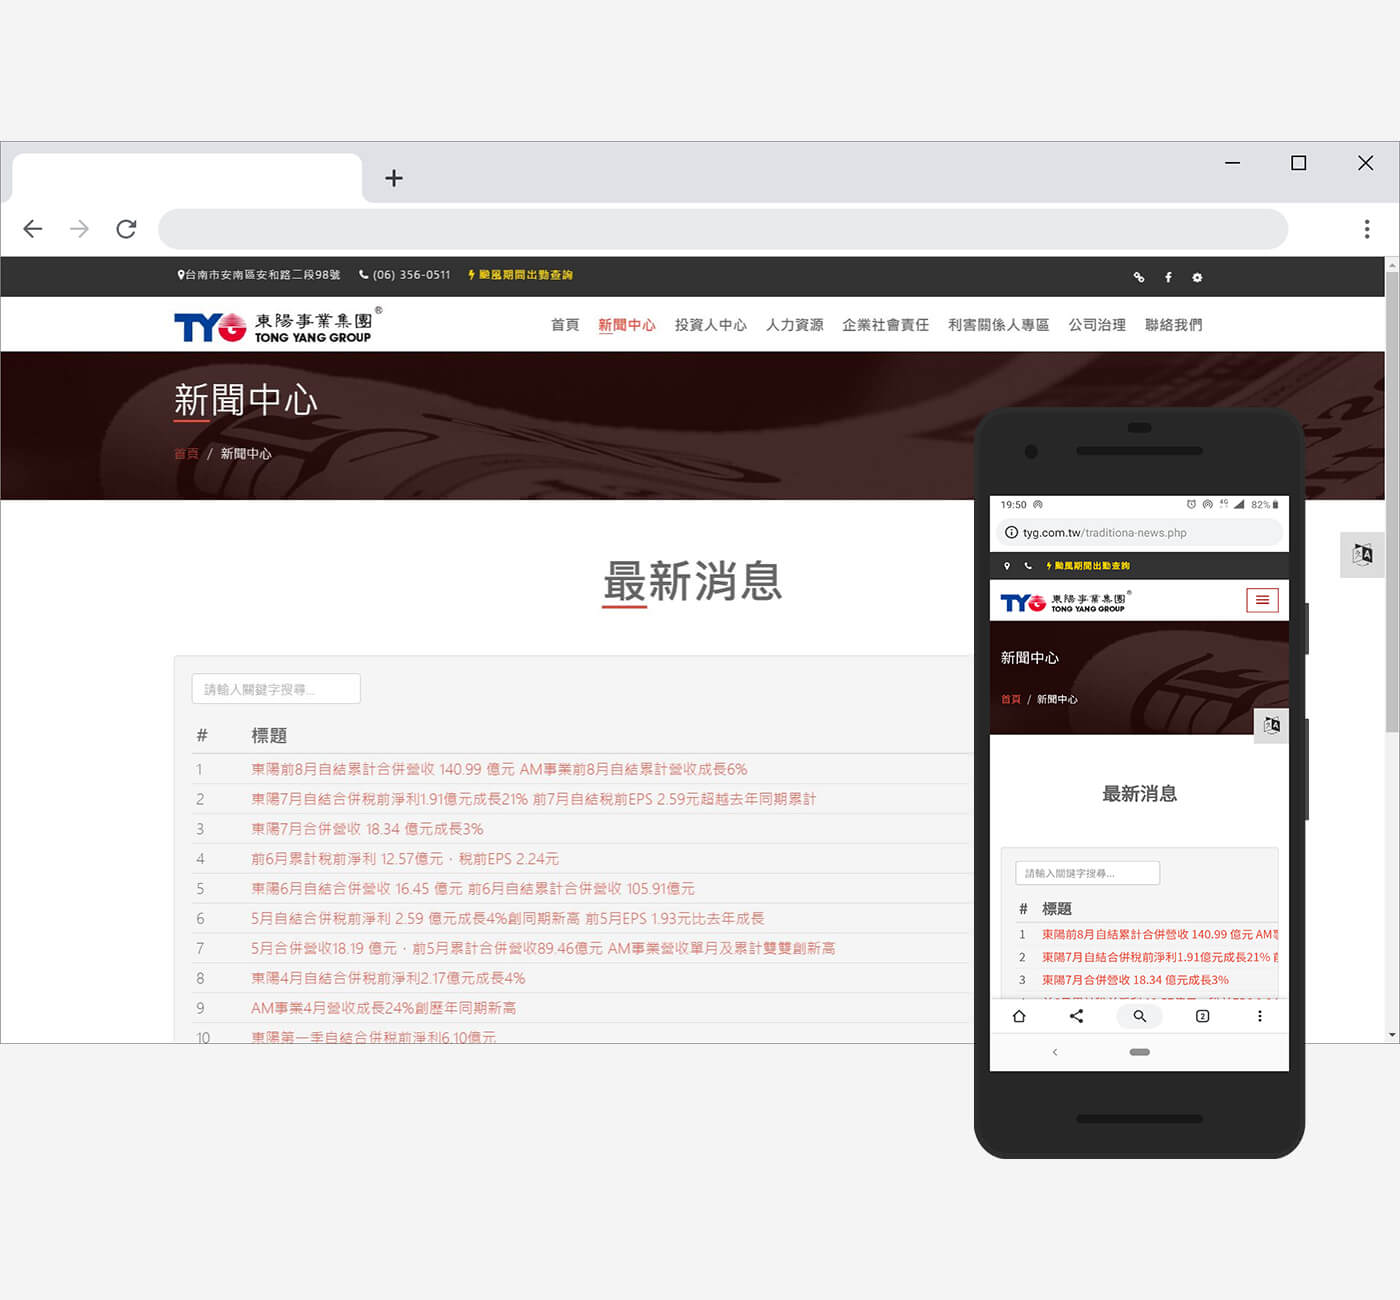 台南市安南區安和路二段98號 (06) 356-0511 颱風期間出勤查詢
TYG 東陽事業集團®
TONG YANG GROUP
首頁 新聞中心 投資人中心 人力資源 企業社會責任 利害關係人專區 公司治理 聯絡我們
新聞中心
首頁 / 新聞中心
最新消息
請輸入關鍵字搜尋...
# 標題
1 東陽前8月自結累計合併營收 140.99 億元 AM事業前8月自結累計營收成長6%
2 東陽7月自結合併稅前淨利1.91億元成長21% 前7月自結稅前EPS 2.59元超越去年同期累計
3 東陽7月合併營收 18.34 億元成長3%
4 前6月累計稅前淨利 12.57億元，稅前EPS 2.24元
5 東陽6月自結合併營收 16.45 億元 前6月自結累計合併營收 105.91億元
6 5月自結合併稅前淨利 2.59 億元成長4%創同期新高 前5月EPS 1.93元比去年成長
7 5月合併營收18.19 億元，前5月累計合併營收89.46億元 AM事業營收單月及累計雙雙創新高
8 東陽4月自結合併稅前淨利2.17億元成長4%
9 AM事業4月營收成長24%創歷年同期新高
10 東陽第一季自結合併稅前淨利6.10億元
19:50 4G 82%
tyg.com.tw/traditiona-news.php
颱風期間出勤查詢
TYG 東陽事業集團®
TONG YANG GROUP
新聞中心
首頁 / 新聞中心
最新消息
請輸入關鍵字搜尋...
# 標題
1 東陽前8月自結累計合併營收 140.99 億元 AM
2 東陽7月自結合併稅前淨利1.91億元成長21%
3 東陽7月合併營收 18.34 億元成長3%
2